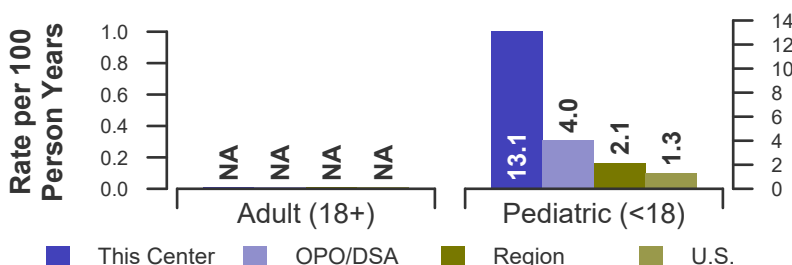 Rate per 100
Person Years
1.0
0.8
0.6
0.4
0.2
0.0
NA NA NA NA
13.1 4.0 2.1 1.3
14
12
10
8
6
4
2
0
Adult (18+) Pediatric (<18)
This Center OPO/DSA Region U.S.